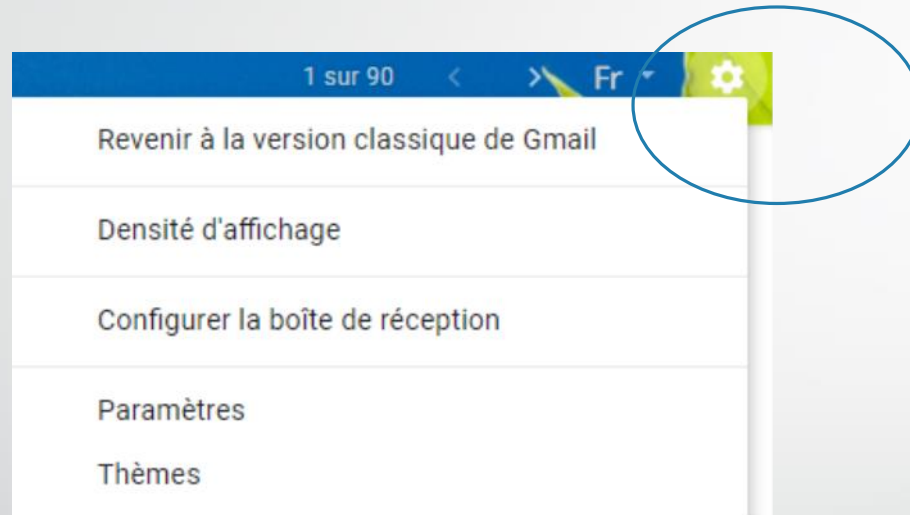 1 sur 90 < > Fr
Revenir à la version classique de Gmail
Densité d'affichage
Configurer la boîte de réception
Paramètres
Thèmes